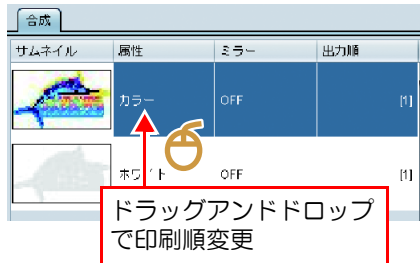 合成
サムネイル 属性 ミラー 出力順
カラー OFF [1]
ホワイト OFF [1]
ドラッグアンドドロップ
で印刷順変更